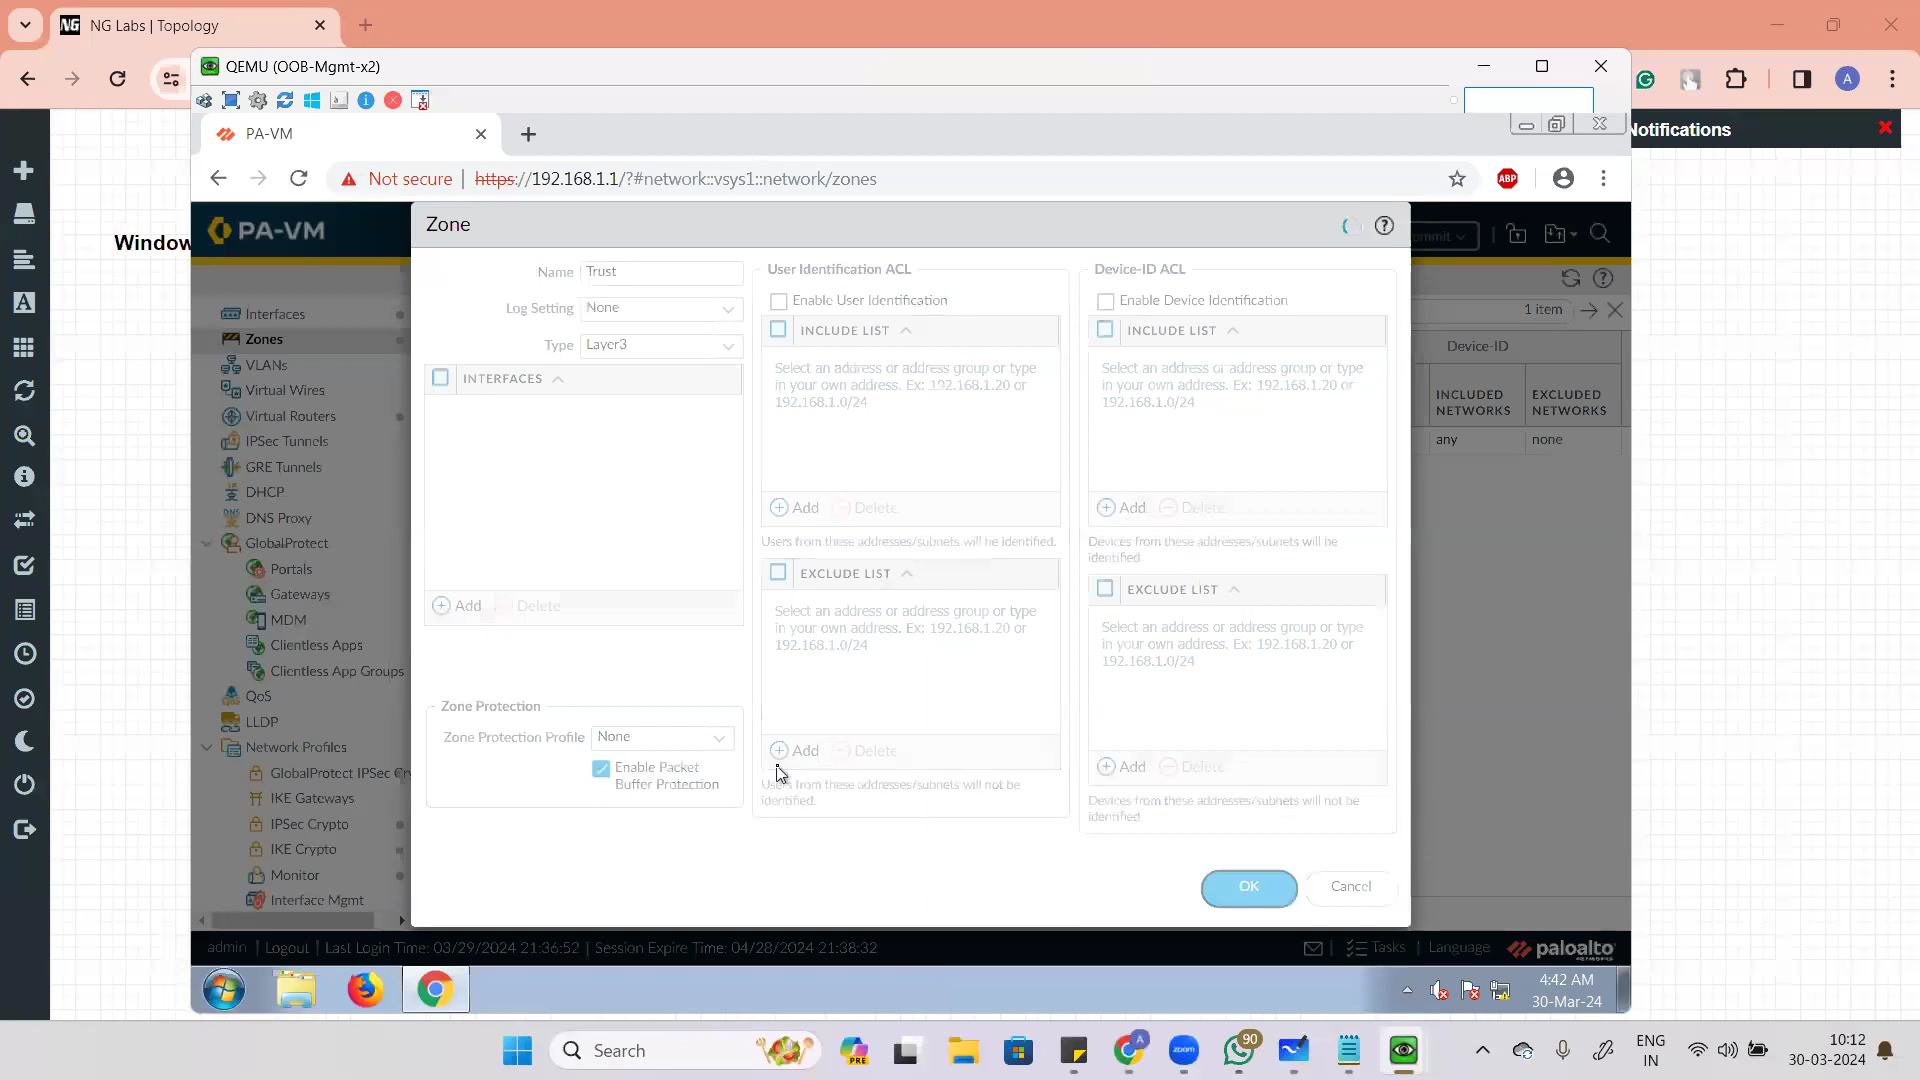 NG Labs | Topology
QEMU (OOB-Mgmt-x2)
PA-VM
Not secure | https://192.168.1.1/?#network::vsys1::network/zones
ABP
A
Notifications
Window
PA-VM
Zone
Name Trust
Log Setting None
Type Layer3
INTERFACES
Add Delete
Zone Protection
Zone Protection Profile None
Enable Packet
Buffer Protection
User Identification ACL
Enable User Identification
INCLUDE LIST
Select an address or address group or type
in your own address. Ex: 192.168.1.20 or
192.168.1.0/24
Add Delete
Users from these addresses/subnets will be identified.
EXCLUDE LIST
Select an address or address group or type
in your own address. Ex: 192.168.1.20 or
192.168.1.0/24
Add Delete
Users from these addresses/subnets will not be
identified.
Device-ID ACL
Enable Device Identification
INCLUDE LIST
Select an address or address group or type
in your own address. Ex: 192.168.1.20 or
192.168.1.0/24
Add Delete
Devices from these addresses/subnets will be
identified.
EXCLUDE LIST
Select an address or address group or type
in your own address. Ex: 192.168.1.20 or
192.168.1.0/24
Add Delete
Devices from these addresses/subnets will not be
identified.
OK Cancel
Interfaces
Zones
VLANs
Virtual Wires
Virtual Routers
IPSec Tunnels
GRE Tunnels
DHCP
DNS Proxy
GlobalProtect
Portals
Gateways
MDM
Clientless Apps
Clientless App Groups
QoS
LLDP
Network Profiles
GlobalProtect IPSec Cry
IKE Gateways
IPSec Crypto
IKE Crypto
Monitor
Interface Mgmt
1 item
Device-ID
INCLUDED
NETWORKS
EXCLUDED
NETWORKS
any
none
admin | Logout | Last Login Time: 03/29/2024 21:36:52 | Session Expire Time: 04/28/2024 21:38:32
Tasks | Language
paloalto
4:42 AM
30-Mar-24
Search
PRE
A
zoom
90
ENG
IN
10:12
30-03-2024